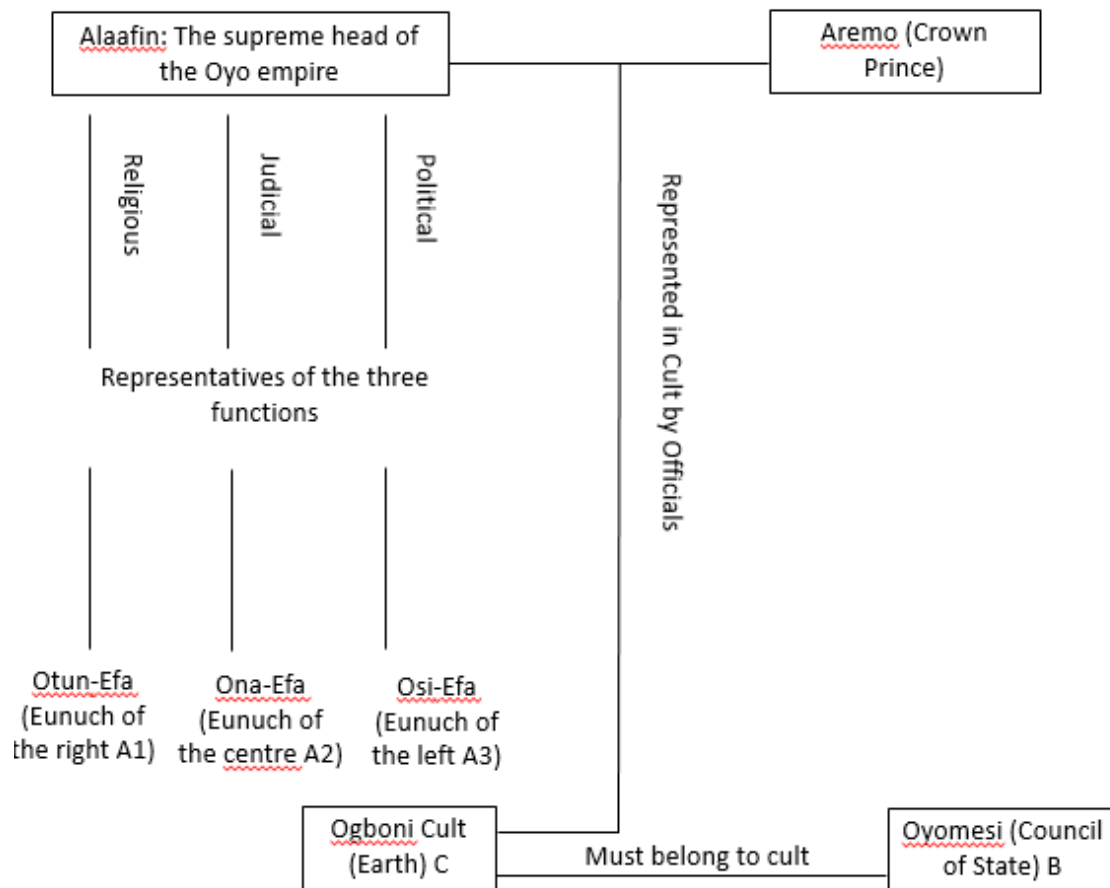 Alaafin: The supreme head of
the Oyo empire
Aremo (Crown
Prince)
Religious
Judicial
Political
Represented in Cult by Officials
Representatives of the three
functions
Otun-Efa
(Eunuch of
the right A1)
Ona-Efa
(Eunuch of
the centre A2)
Osi-Efa
(Eunuch of
the left A3)
Ogboni Cult
(Earth) C
Must belong to cult
Oyomesi (Council
of State) B